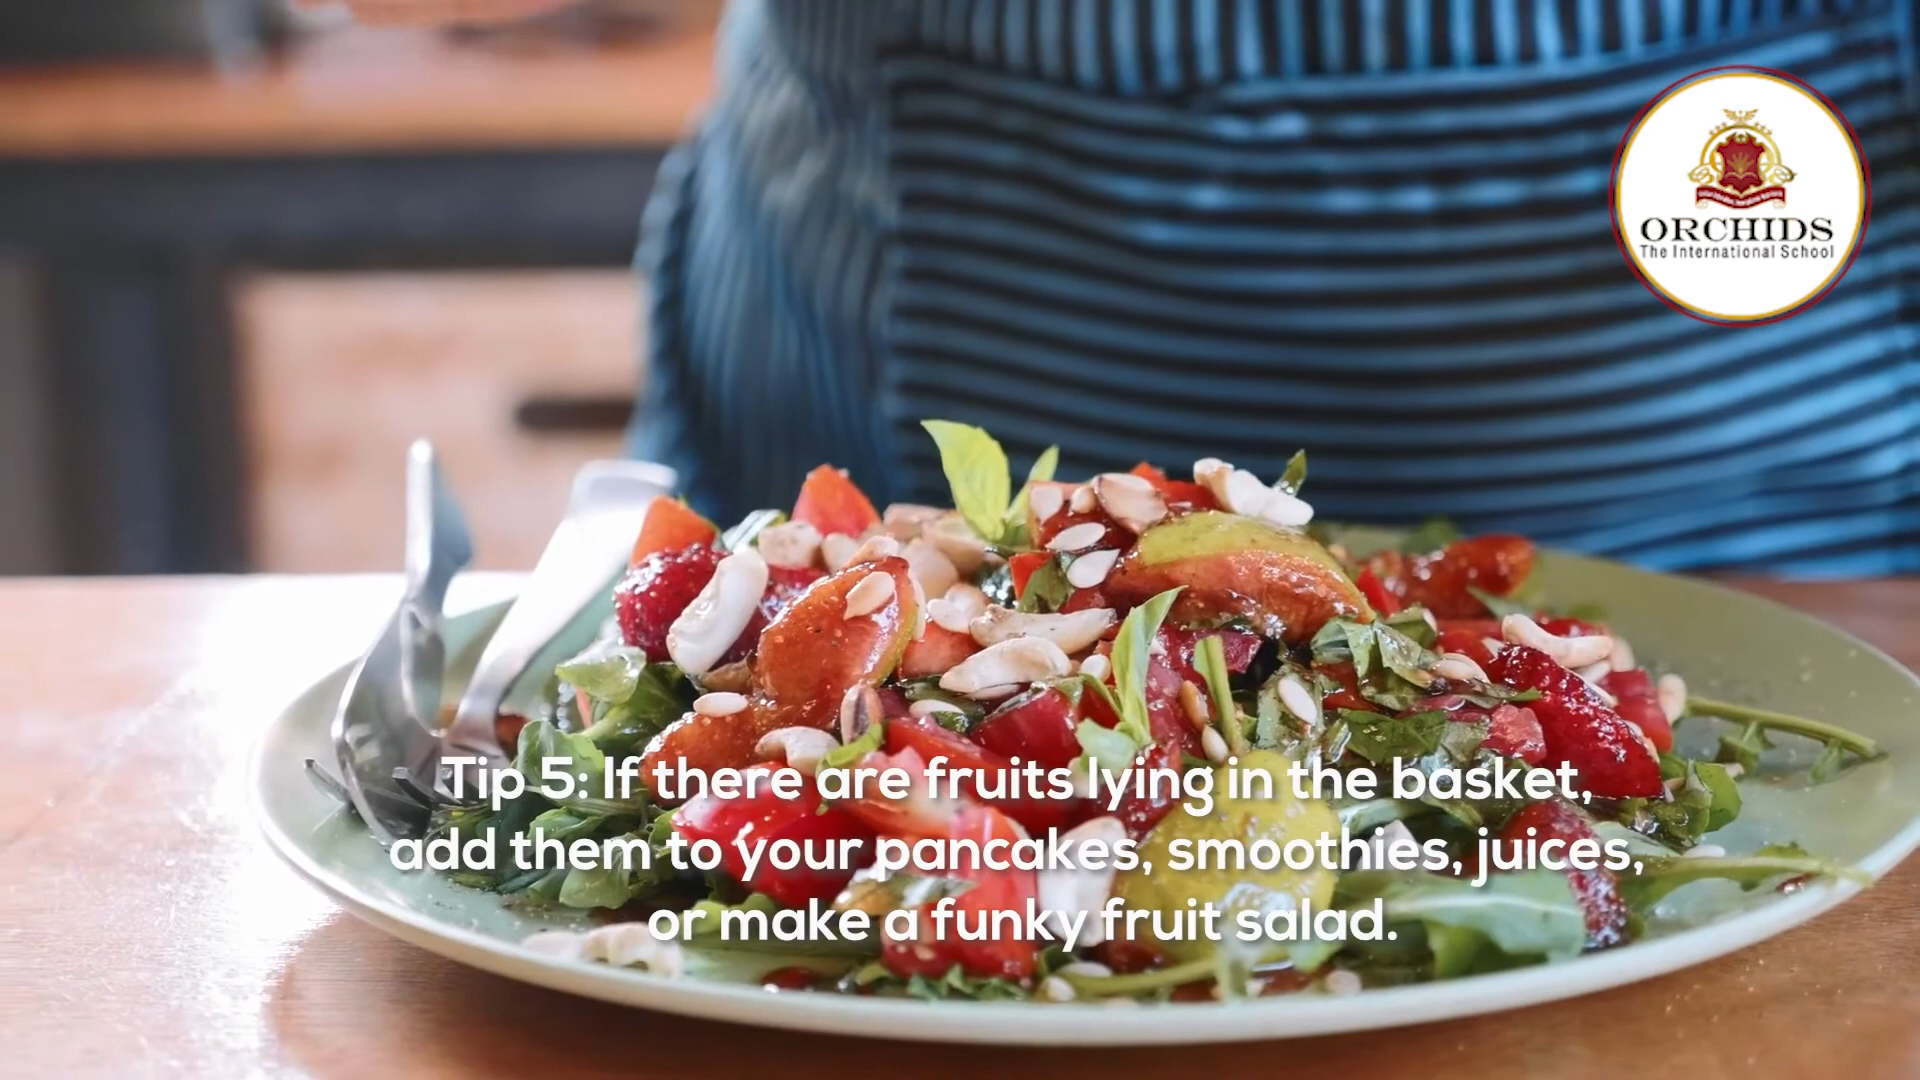 ORCHIDS
The International School
Tip 5: If there are fruits lying in the basket,
add them to your pancakes, smoothies, juices,
or make a funky fruit salad.